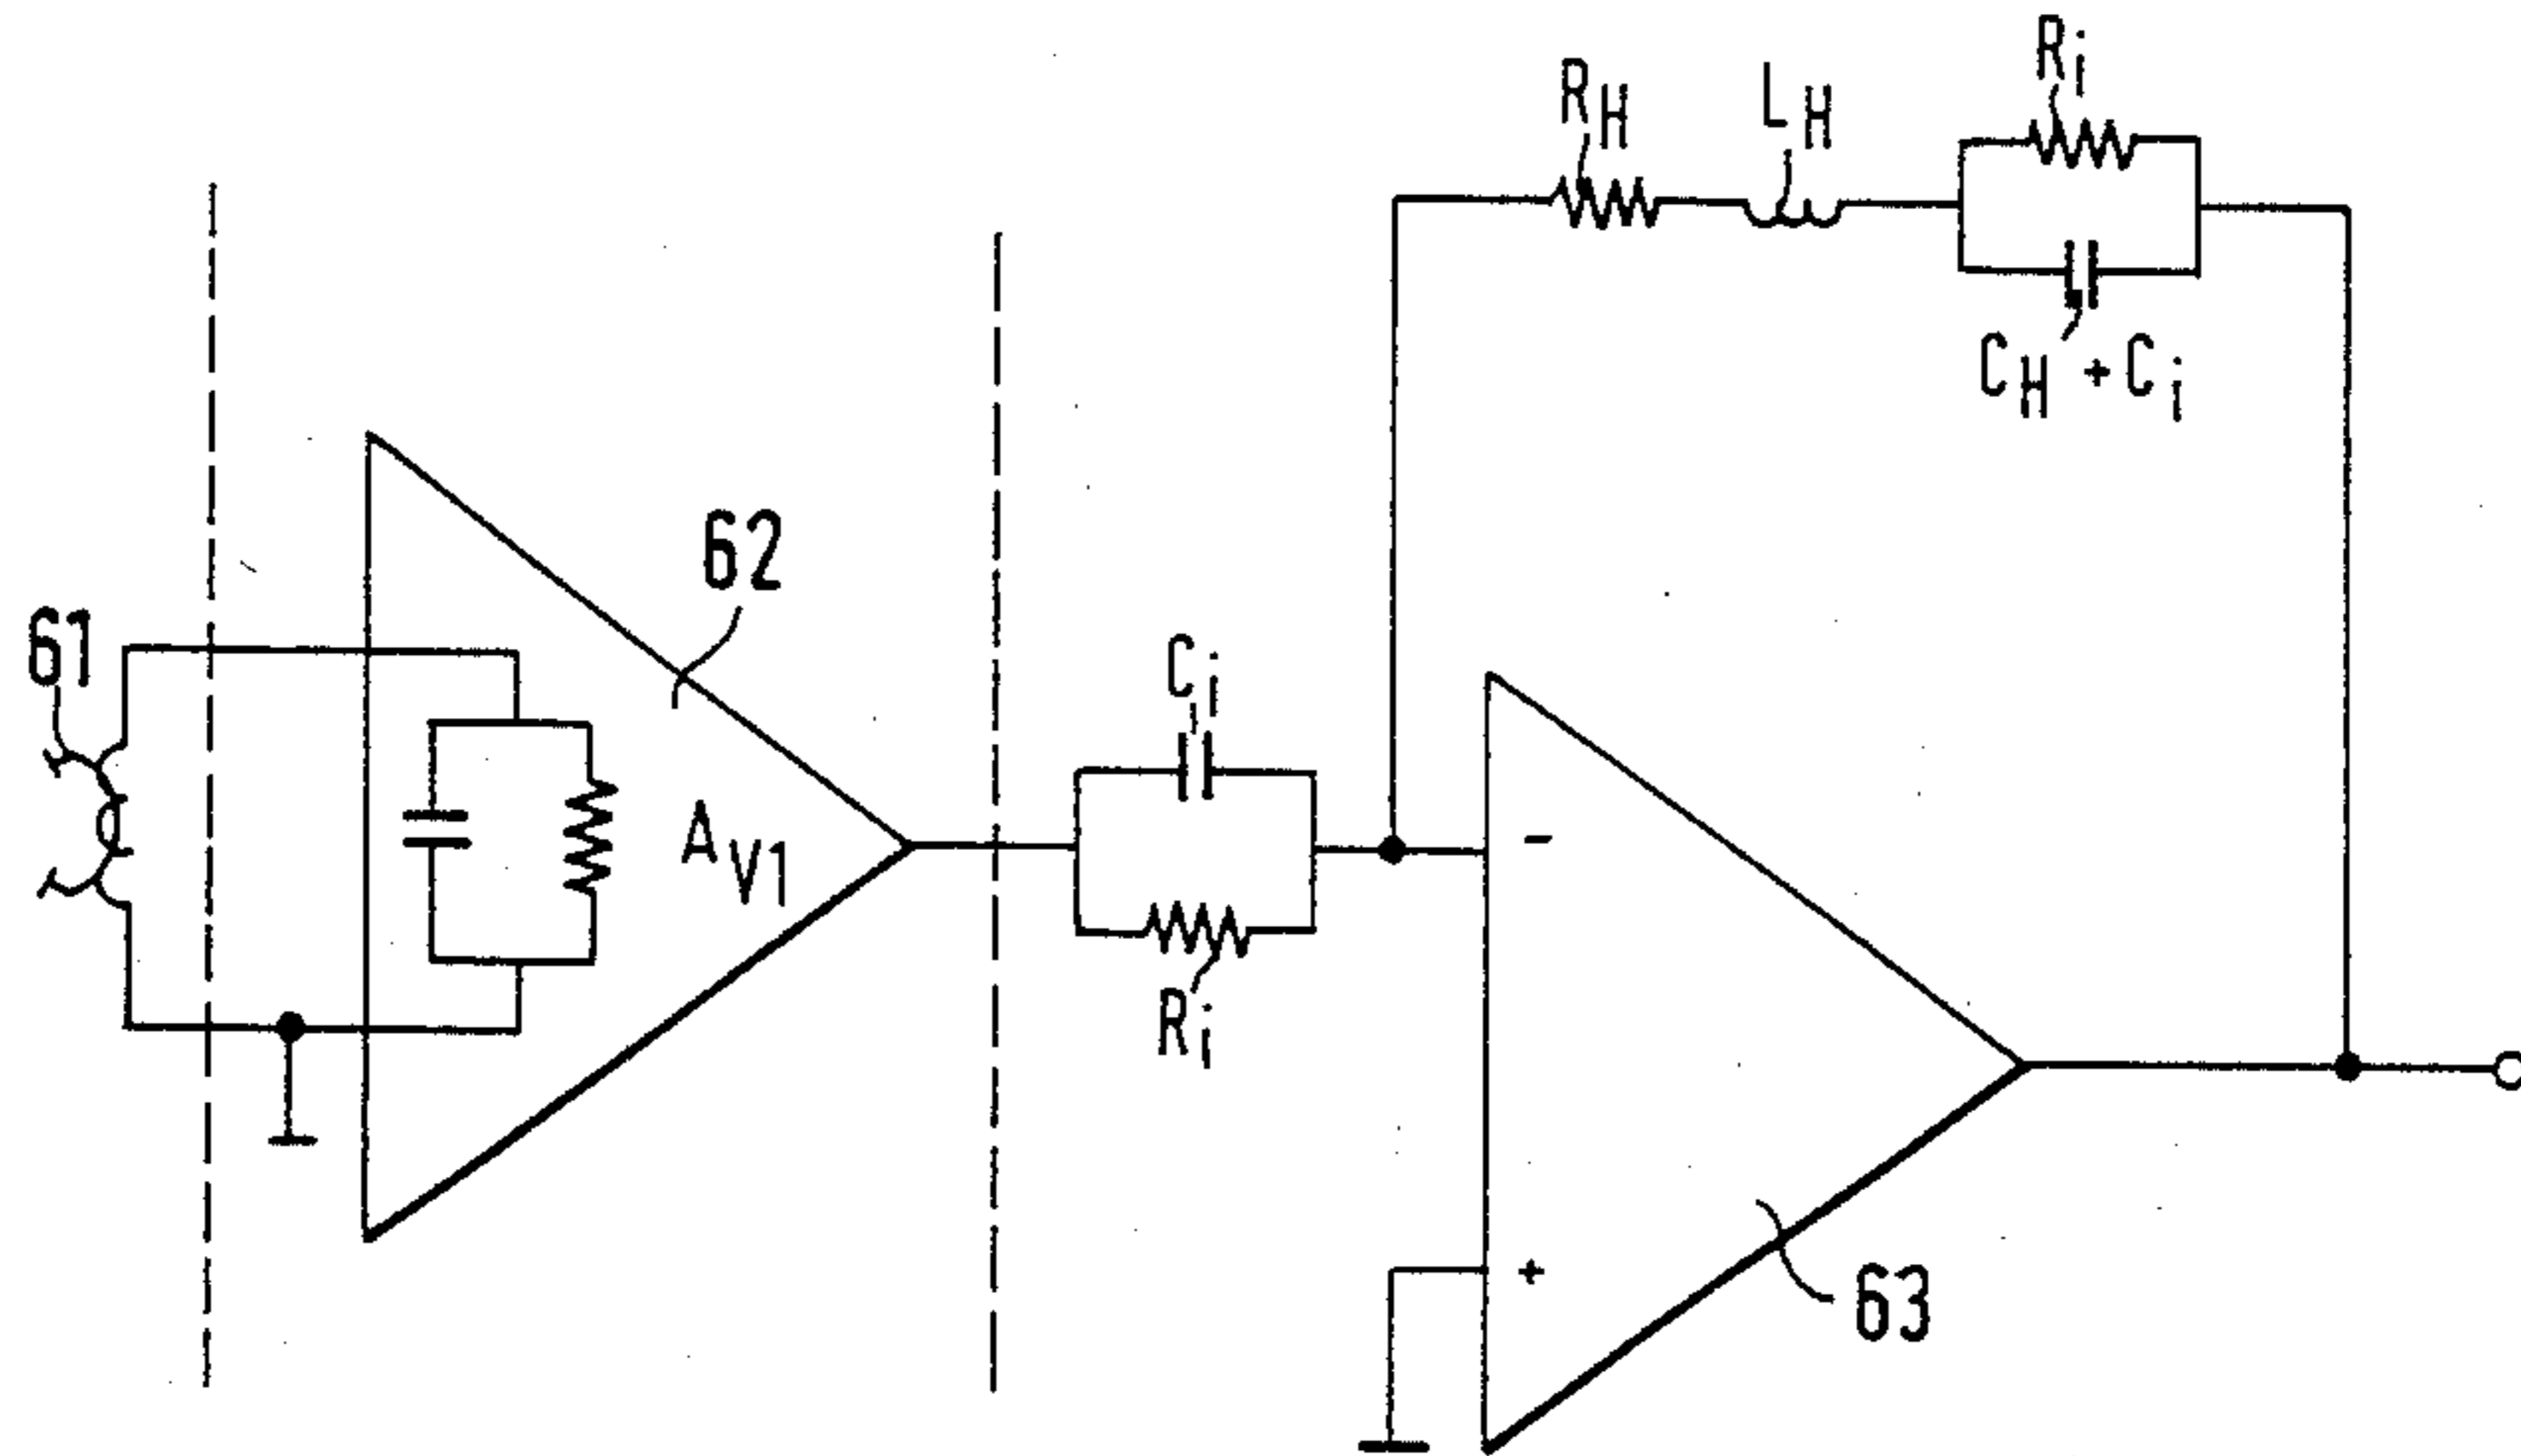 R_H
L_H
R_i
C_H + C_i
62
61
C_i
A_V1
-
R_i
+
63